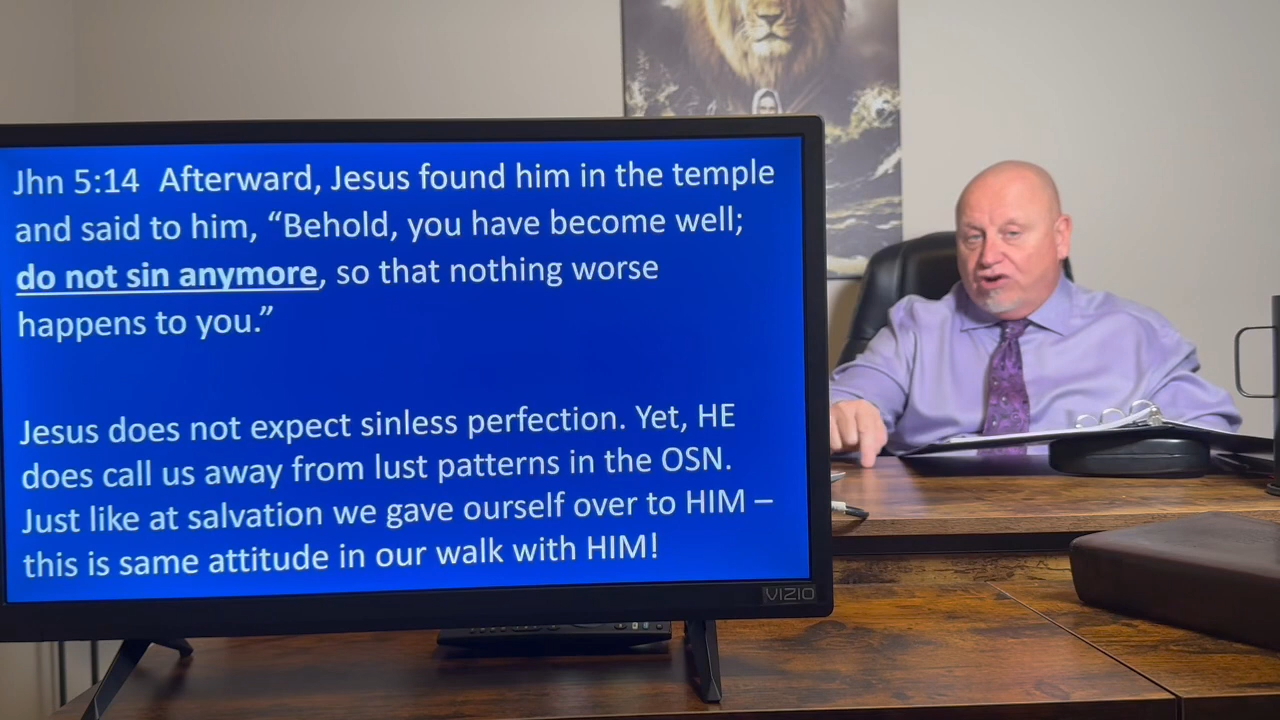 Jhn 5:14  Afterward, Jesus found him in the temple
and said to him, “Behold, you have become well;
do not sin anymore, so that nothing worse
happens to you.”
Jesus does not expect sinless perfection. Yet, HE
does call us away from lust patterns in the OSN.
Just like at salvation we gave ourself over to HIM –
this is same attitude in our walk with HIM!
VIZIO